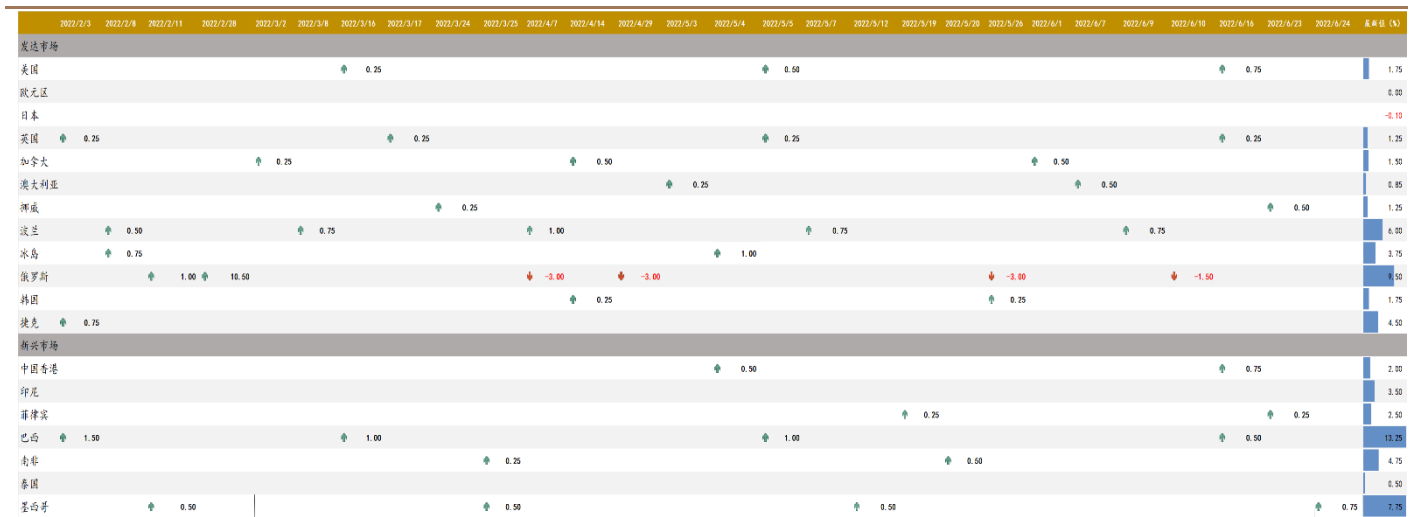 2022/2/3 2022/2/8 2022/2/11 2022/2/28 2022/3/2 2022/3/8 2022/3/16 2022/3/17 2022/3/24 2022/3/25 2022/4/7 2022/4/14 2022/4/29 2022/5/3 2022/5/4 2022/5/5 2022/5/7 2022/5/12 2022/5/19 2022/5/20 2022/5/26 2022/6/1 2022/6/7 2022/6/9 2022/6/10 2022/6/16 2022/6/23 2022/6/24 最新值 (%)
发达市场
美国 0.25 0.50 0.75 1.75
欧元区 0.00
日本 -0.10
英国 0.25 0.25 0.25 0.25 1.25
加拿大 0.25 0.50 0.50 1.50
澳大利亚 0.25 0.50 0.85
挪威 0.25 0.50 1.25
波兰 0.50 0.75 1.00 0.75 0.75 6.00
冰岛 0.75 1.00 3.75
俄罗斯 1.00 10.50 -3.00 -3.00 -3.00 -1.50 9.50
韩国 0.25 0.25 1.75
捷克 0.75 4.50
新兴市场
中国香港 0.50 0.75 2.00
印尼 3.50
菲律宾 0.25 0.25 2.50
巴西 1.50 1.00 1.00 0.50 13.25
南非 0.25 0.50 4.75
泰国 0.50
墨西哥 0.50 0.50 0.50 0.75 7.75